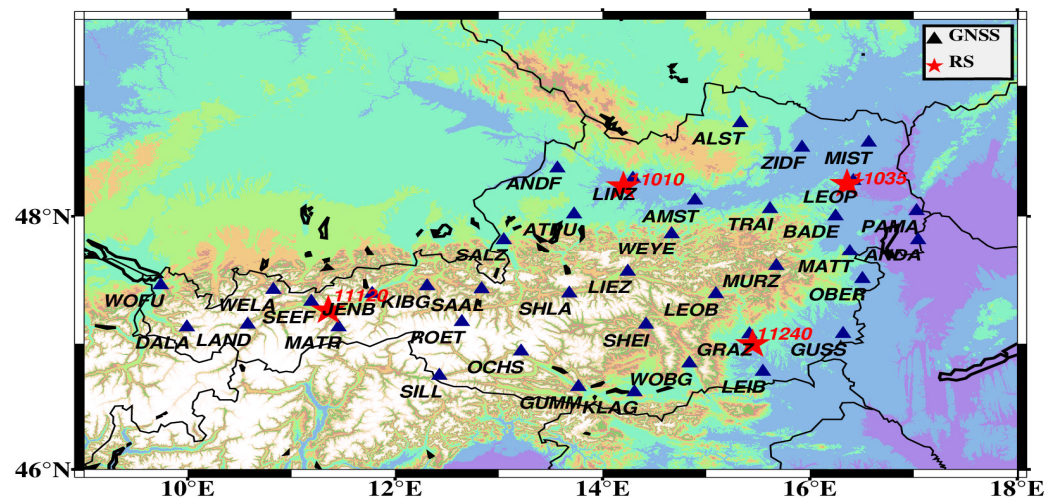 GNSS
RS
ALST
ZIDF
MIST
ANDF
LINZ
11010
LEOP
11035
AMST
TRAI
BADE
PAMA
48°N
ATPU
SALZ
WEYE
MATT
ANDA
WOFU
WELA
SEEF
11120
JENB
KIBG
SAAL
SHLA
LIEZ
LEOB
MURZ
OBER
DALA
LAND
MATR
ROET
OCHS
SHEI
GRAZ
11240
GUSS
SILL
GUMM
KLAG
WOBG
LEIB
46°N
10°E
12°E
14°E
16°E
18°E